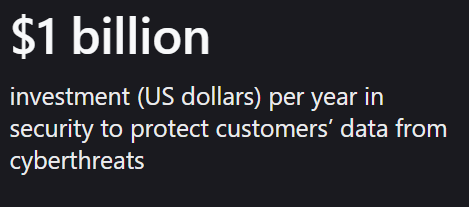 $1 billion
investment (US dollars) per year in
security to protect customers’ data from
cyberthreats